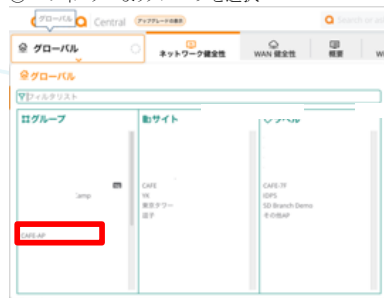 グローバル
Central
アップグレードの表示
Search or as
グローバル
ネットワーク健全性
WAN 健全性
概要
W
グローバル
フィルタリスト
グループ
サイト
ラベル
amp
CAFE-AP
CAFE
YK
東京タワー
逗子
CAFE-TF
IDPS
SD-Branch Demo
その他AP